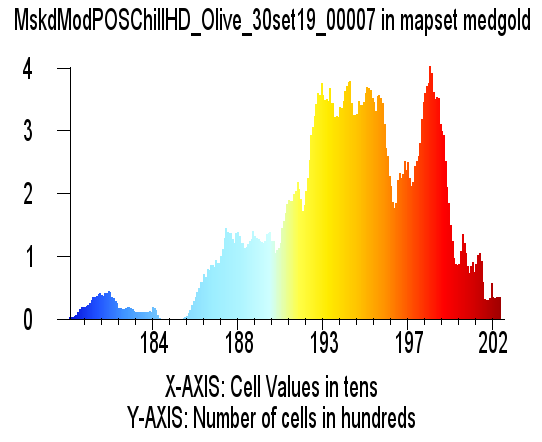 MskdModPOSChillHD_Olive_30set19_00007 in mapset medgold
4
3
2
1
0
184 188 193 197 202
X-AXIS: Cell Values in tens
Y-AXIS: Number of cells in hundreds